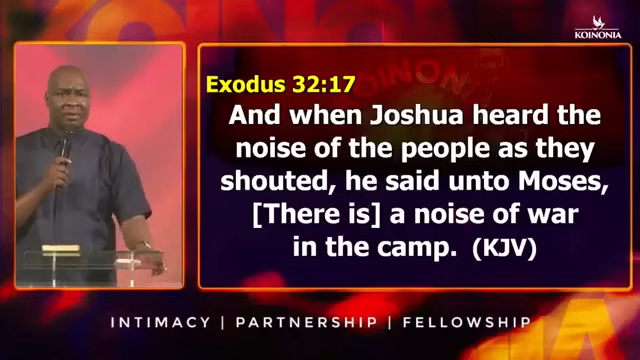 KOINONIA
Exodus 32:17
And when Joshua heard the
noise of the people as they
shouted, he said unto Moses,
[There is] a noise of war
in the camp. (KJV)
INTIMACY | PARTNERSHIP | FELLOWSHIP